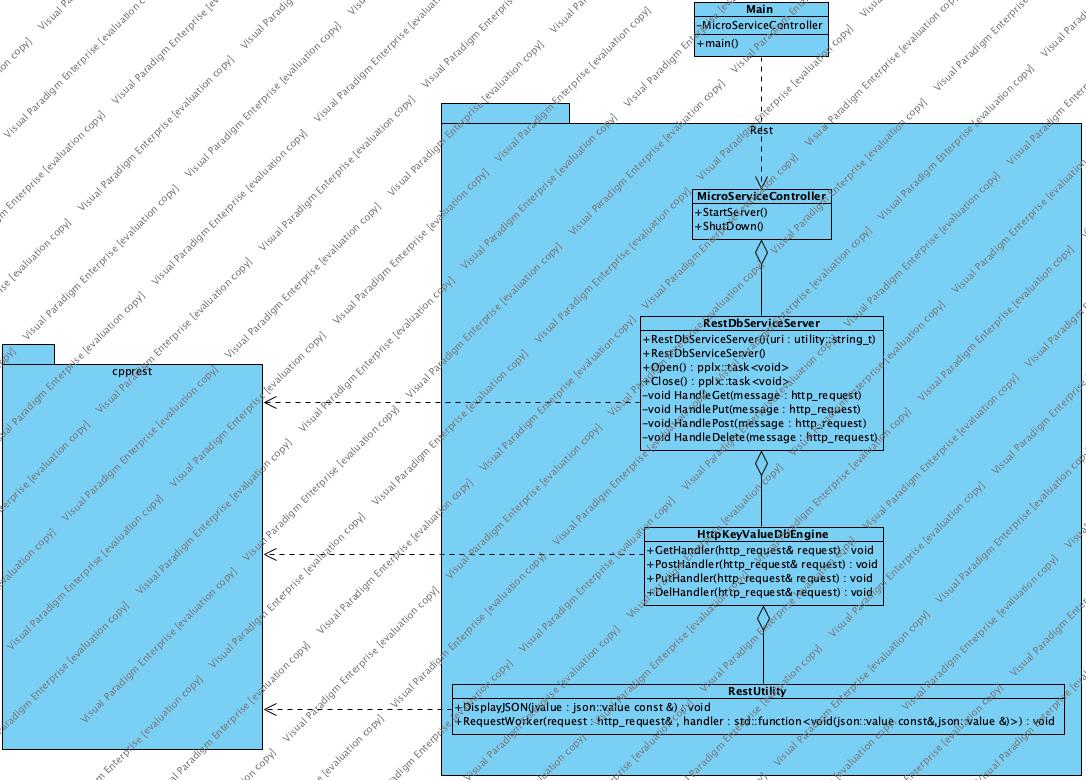 Main
-MicroServiceController
+main()
Rest
MicroServiceController
+StartServer()
+ShutDown()
RestDbServiceServer
+RestDbServiceServer()(uri : utility::string_t)
+RestDbServiceServer()
+Open() : pplx::task<void>
+Close() : pplx::task<void>
-void HandleGet(message : http_request)
-void HandlePut(message : http_request)
-void HandlePost(message : http_request)
-void HandleDelete(message : http_request)
cpprest
HttpKeyValueDbEngine
+GetHandler(http_request& request) : void
+PostHandler(http_request& request) : void
+PutHandler(http_request& request) : void
+DelHandler(http_request& request) : void
RestUtility
+DisplayJSON(jvalue : json::value const &) : void
+RequestWorker(request : http_request& , handler : std::function<void(json::value const&,json::value &)>) : void
Visual Paradigm Enterprise [evaluation copy]